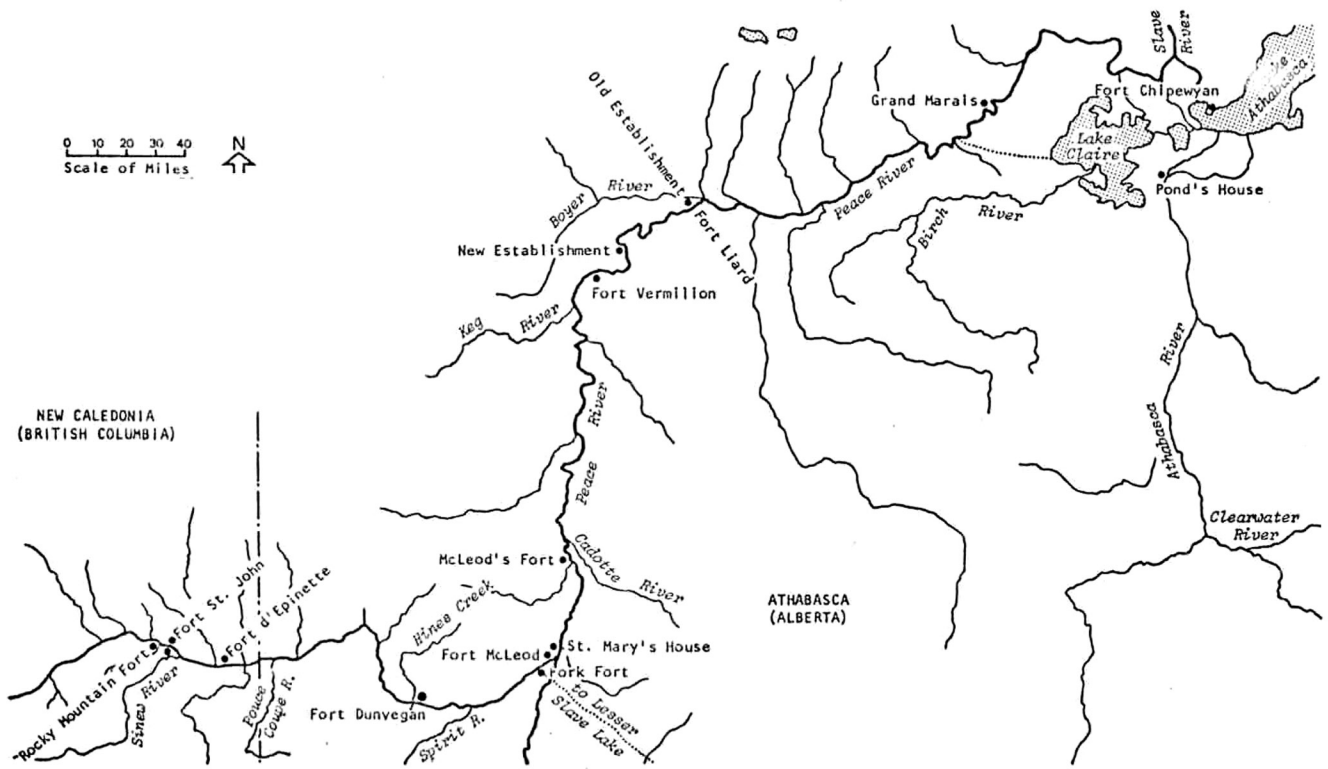 Slave
River
Lake
Athabasca
Old Establishment
Grand Marais
Fort Chipewyan
0 10 20 30 40
N
Scale of Miles
Lake
Claire
Boyer River
Peace River
Pond's House
Birch River
New Establishment
Fort Liard
Fort Vermilion
Keg River
River
Athabasca
River
Peace
NEW CALEDONIA
(BRITISH COLUMBIA)
Clearwater
River
McLeod's Fort
Cadotte River
Fort St. John
Fort d'Epinette
Hines Creek
ATHABASCA
(ALBERTA)
St. Mary's House
Fort McLeod
Fork Fort
Rocky Mountain Fort
Sinew River
Pouce
Coupe R.
Fort Dunvegan
Spirit R.
to Lesser
Slave Lake